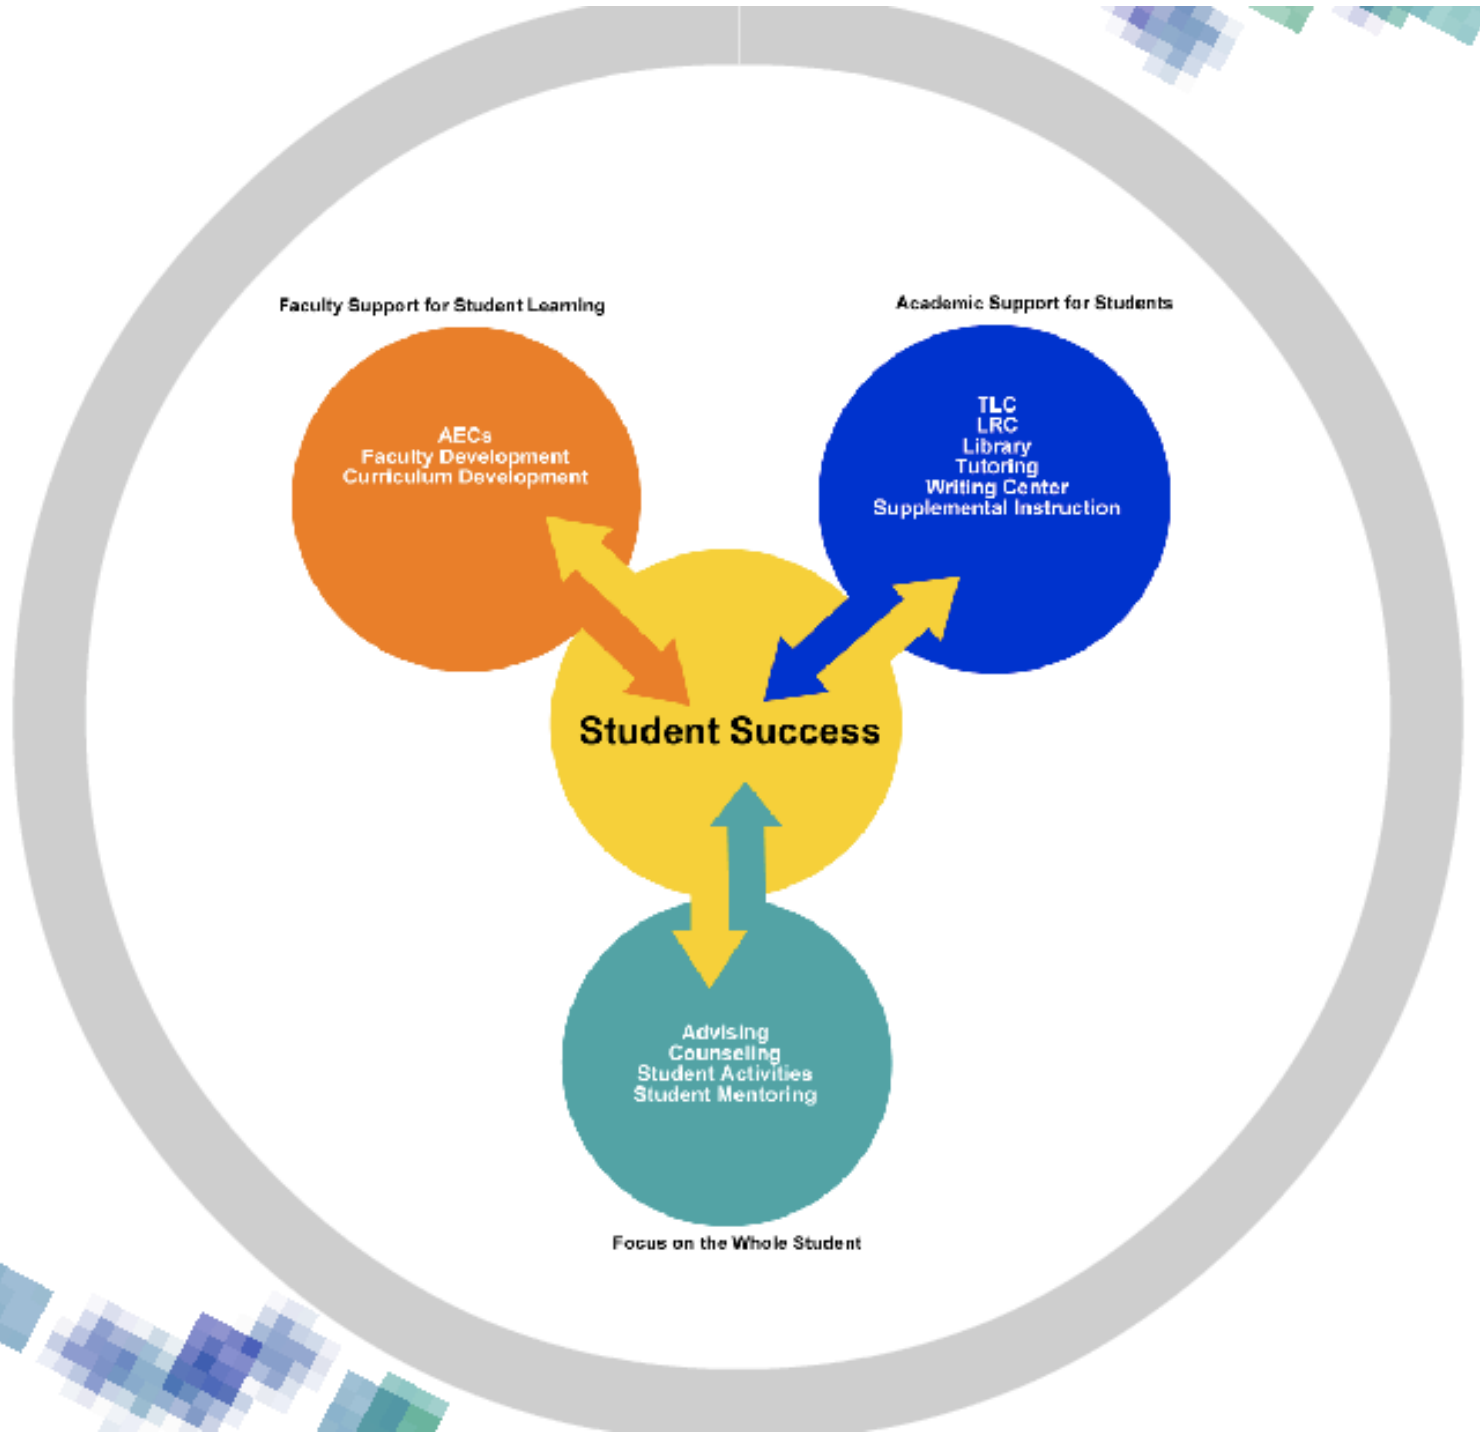 Faculty Support for Student Learning
AECs
Faculty Development
Curriculum Development
Academic Support for Students
TLC
LRC
Library
Tutoring
Writing Center
Supplemental Instruction
Student Success
Advising
Counseling
Student Activities
Student Mentoring
Focus on the Whole Student